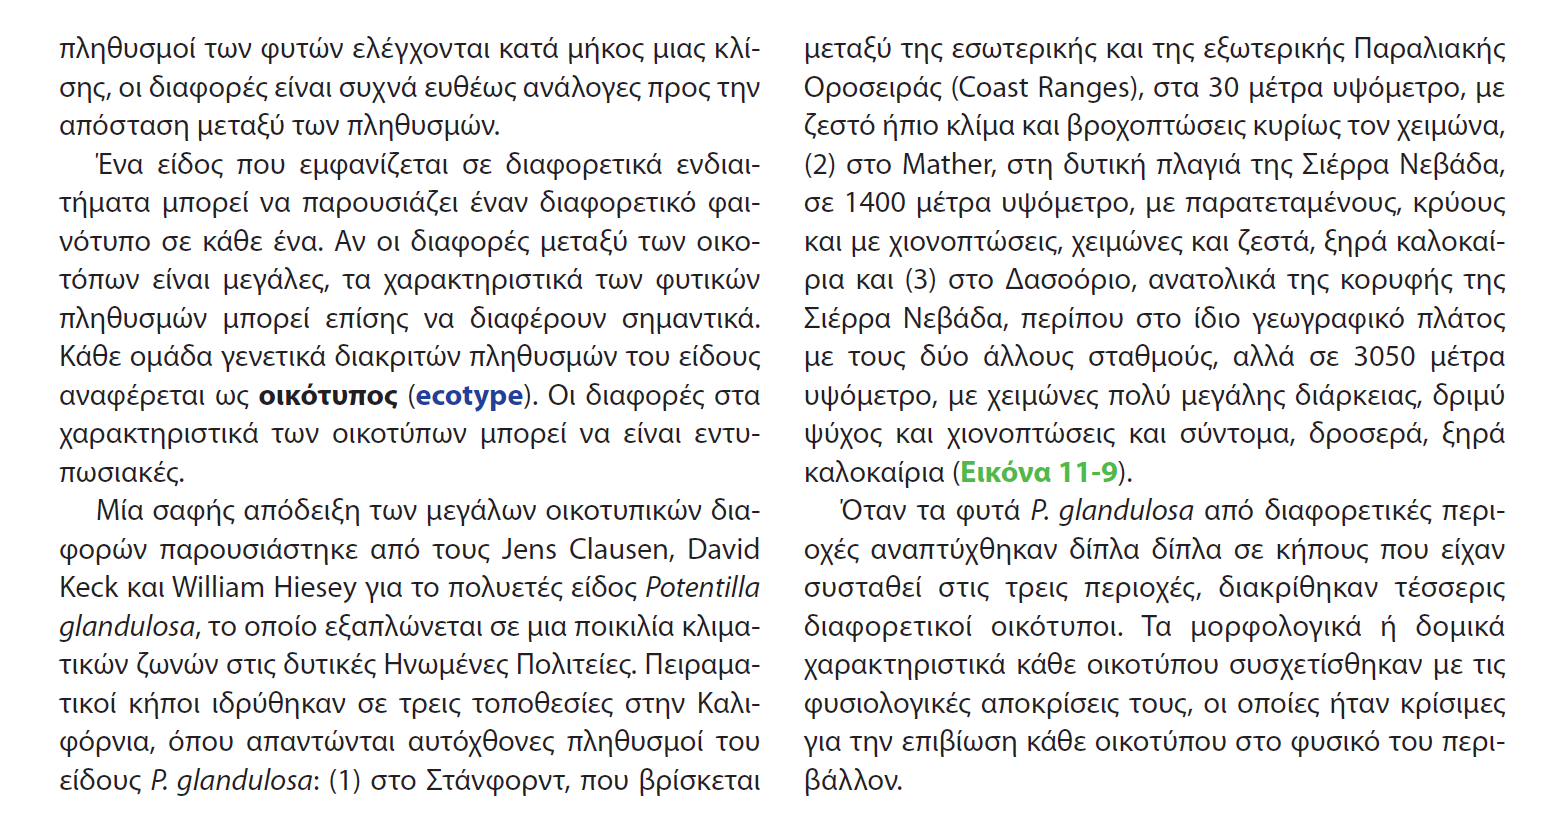 πληθυσμοί των φυτών ελέγχονται κατά μήκος μιας κλί-
σης, οι διαφορές είναι συχνά ευθέως ανάλογες προς την
απόσταση μεταξύ των πληθυσμών.
Ένα είδος που εμφανίζεται σε διαφορετικά ενδιαι-
τήματα μπορεί να παρουσιάζει έναν διαφορετικό φαι-
νότυπο σε κάθε ένα. Αν οι διαφορές μεταξύ των οικο-
τόπων είναι μεγάλες, τα χαρακτηριστικά των φυτικών
πληθυσμών μπορεί επίσης να διαφέρουν σημαντικά.
Κάθε ομάδα γενετικά διακριτών πληθυσμών του είδους
αναφέρεται ως οικότυπος (ecotype). Οι διαφορές στα
χαρακτηριστικά των οικοτύπων μπορεί να είναι εντυ-
πωσιακές.
Μία σαφής απόδειξη των μεγάλων οικοτυπικών δια-
φορών παρουσιάστηκε από τους Jens Clausen, David
Keck και William Hiesey για το πολυετές είδος Potentilla
glandulosa, το οποίο εξαπλώνεται σε μια ποικιλία κλιμα-
τικών ζωνών στις δυτικές Ηνωμένες Πολιτείες. Πειραμα-
τικοί κήποι ιδρύθηκαν σε τρεις τοποθεσίες στην Καλι-
φόρνια, όπου απαντώνται αυτόχθονες πληθυσμοί του
είδους P. glandulosa: (1) στο Στάνφορντ, που βρίσκεται
μεταξύ της εσωτερικής και της εξωτερικής Παραλιακής
Οροσειράς (Coast Ranges), στα 30 μέτρα υψόμετρο, με
ζεστό ήπιο κλίμα και βροχοπτώσεις κυρίως τον χειμώνα,
(2) στο Mather, στη δυτική πλαγιά της Σιέρρα Νεβάδα,
σε 1400 μέτρα υψόμετρο, με παρατεταμένους, κρύους
και με χιονοπτώσεις, χειμώνες και ζεστά, ξηρά καλοκαί-
ρια και (3) στο Δασοόριο, ανατολικά της κορυφής της
Σιέρρα Νεβάδα, περίπου στο ίδιο γεωγραφικό πλάτος
με τους δύο άλλους σταθμούς, αλλά σε 3050 μέτρα
υψόμετρο, με χειμώνες πολύ μεγάλης διάρκειας, δριμύ
ψύχος και χιονοπτώσεις και σύντομα, δροσερά, ξηρά
καλοκαίρια (Εικόνα 11-9).
Όταν τα φυτά P. glandulosa από διαφορετικές περι-
οχές αναπτύχθηκαν δίπλα δίπλα σε κήπους που είχαν
συσταθεί στις τρεις περιοχές, διακρίθηκαν τέσσερις
διαφορετικοί οικότυποι. Τα μορφολογικά ή δομικά
χαρακτηριστικά κάθε οικοτύπου συσχετίσθηκαν με τις
φυσιολογικές αποκρίσεις τους, οι οποίες ήταν κρίσιμες
για την επιβίωση κάθε οικοτύπου στο φυσικό του περι-
βάλλον.